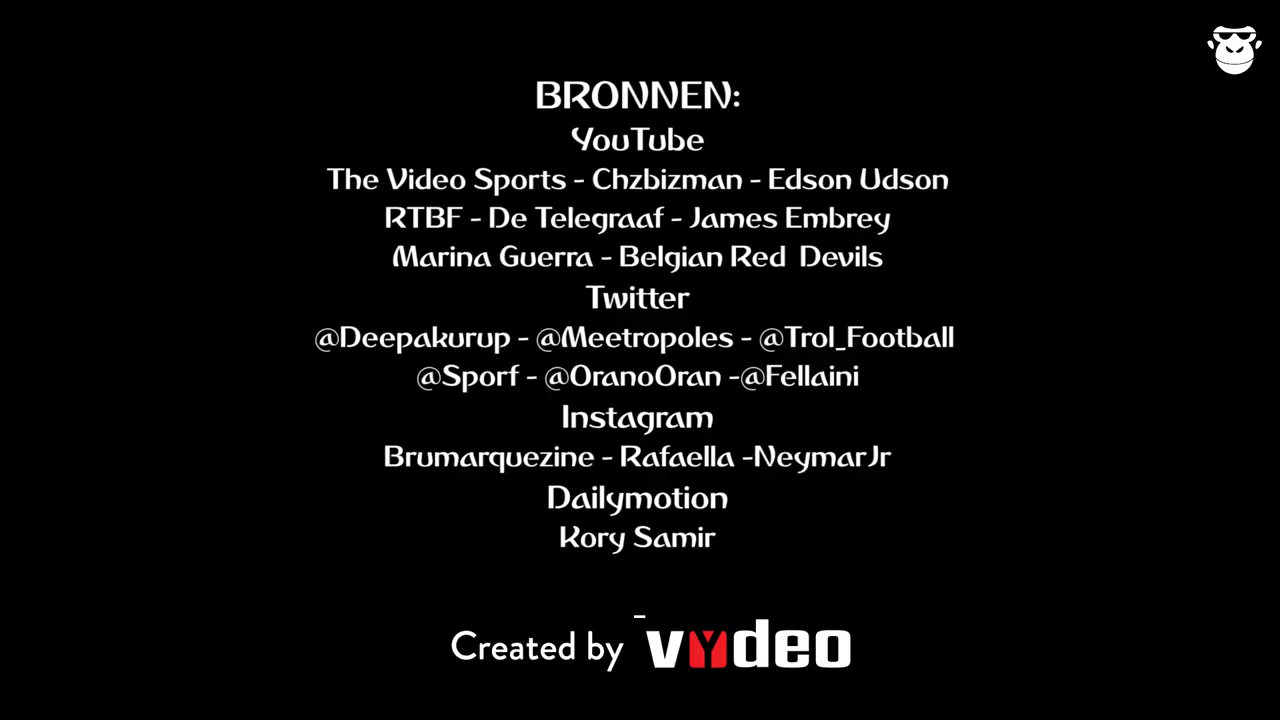 BRONNEN:
YouTube
The Video Sports - Chzbizman - Edson Udson
RTBF - De Telegraaf - James Embrey
Marina Guerra - Belgian Red Devils
Twitter
@Deepakurup - @Meetropoles - @Trol_Football
@Sporf - @OranoOran -@Fellaini
Instagram
Brumarquezine - Rafaella -NeymarJr
Dailymotion
Kory Samir
Created by vydeo